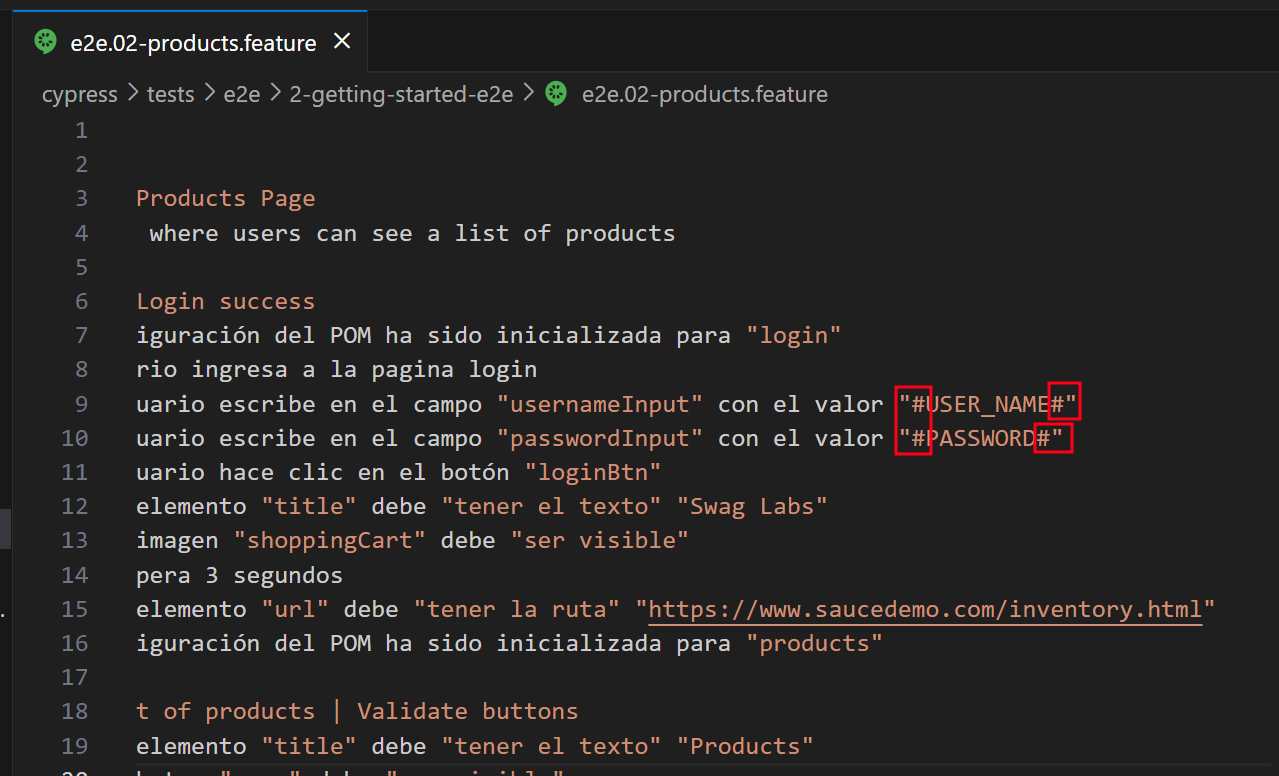 e2e.02-products.feature
cypress > tests > e2e > 2-getting-started-e2e > e2e.02-products.feature
1
2
3 Products Page
4 where users can see a list of products
5
6 Login success
7 iguración del POM ha sido inicializada para "login"
8 rio ingresa a la pagina login
9 uario escribe en el campo "usernameInput" con el valor "#USER_NAME#"
10 uario escribe en el campo "passwordInput" con el valor "#PASSWORD#"
11 uario hace clic en el botón "loginBtn"
12 elemento "title" debe "tener el texto" "Swag Labs"
13 imagen "shoppingCart" debe "ser visible"
14 pera 3 segundos
15 elemento "url" debe "tener la ruta" "https://www.saucedemo.com/inventory.html"
16 iguración del POM ha sido inicializada para "products"
17
18 t of products | Validate buttons
19 elemento "title" debe "tener el texto" "Products"